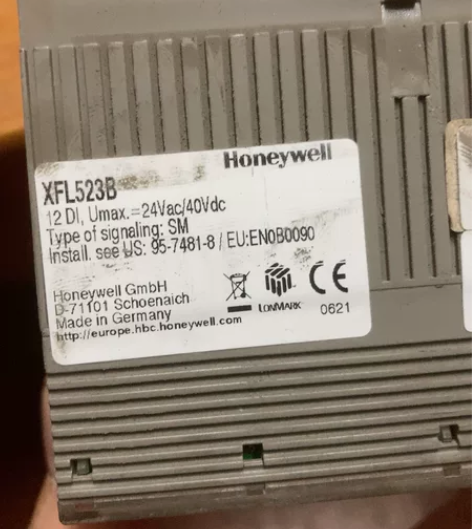 Honeywell
XFL523B
12 DI, Umax.=24Vac/40Vdc
Type of signaling: SM
Install. see US: 95-7481-8 / EU:EN0B0090
Honeywell GmbH
D-71101 Schoenaich
Made in Germany
http://europe.hbc.honeywell.com
LONMARK
CE
0621